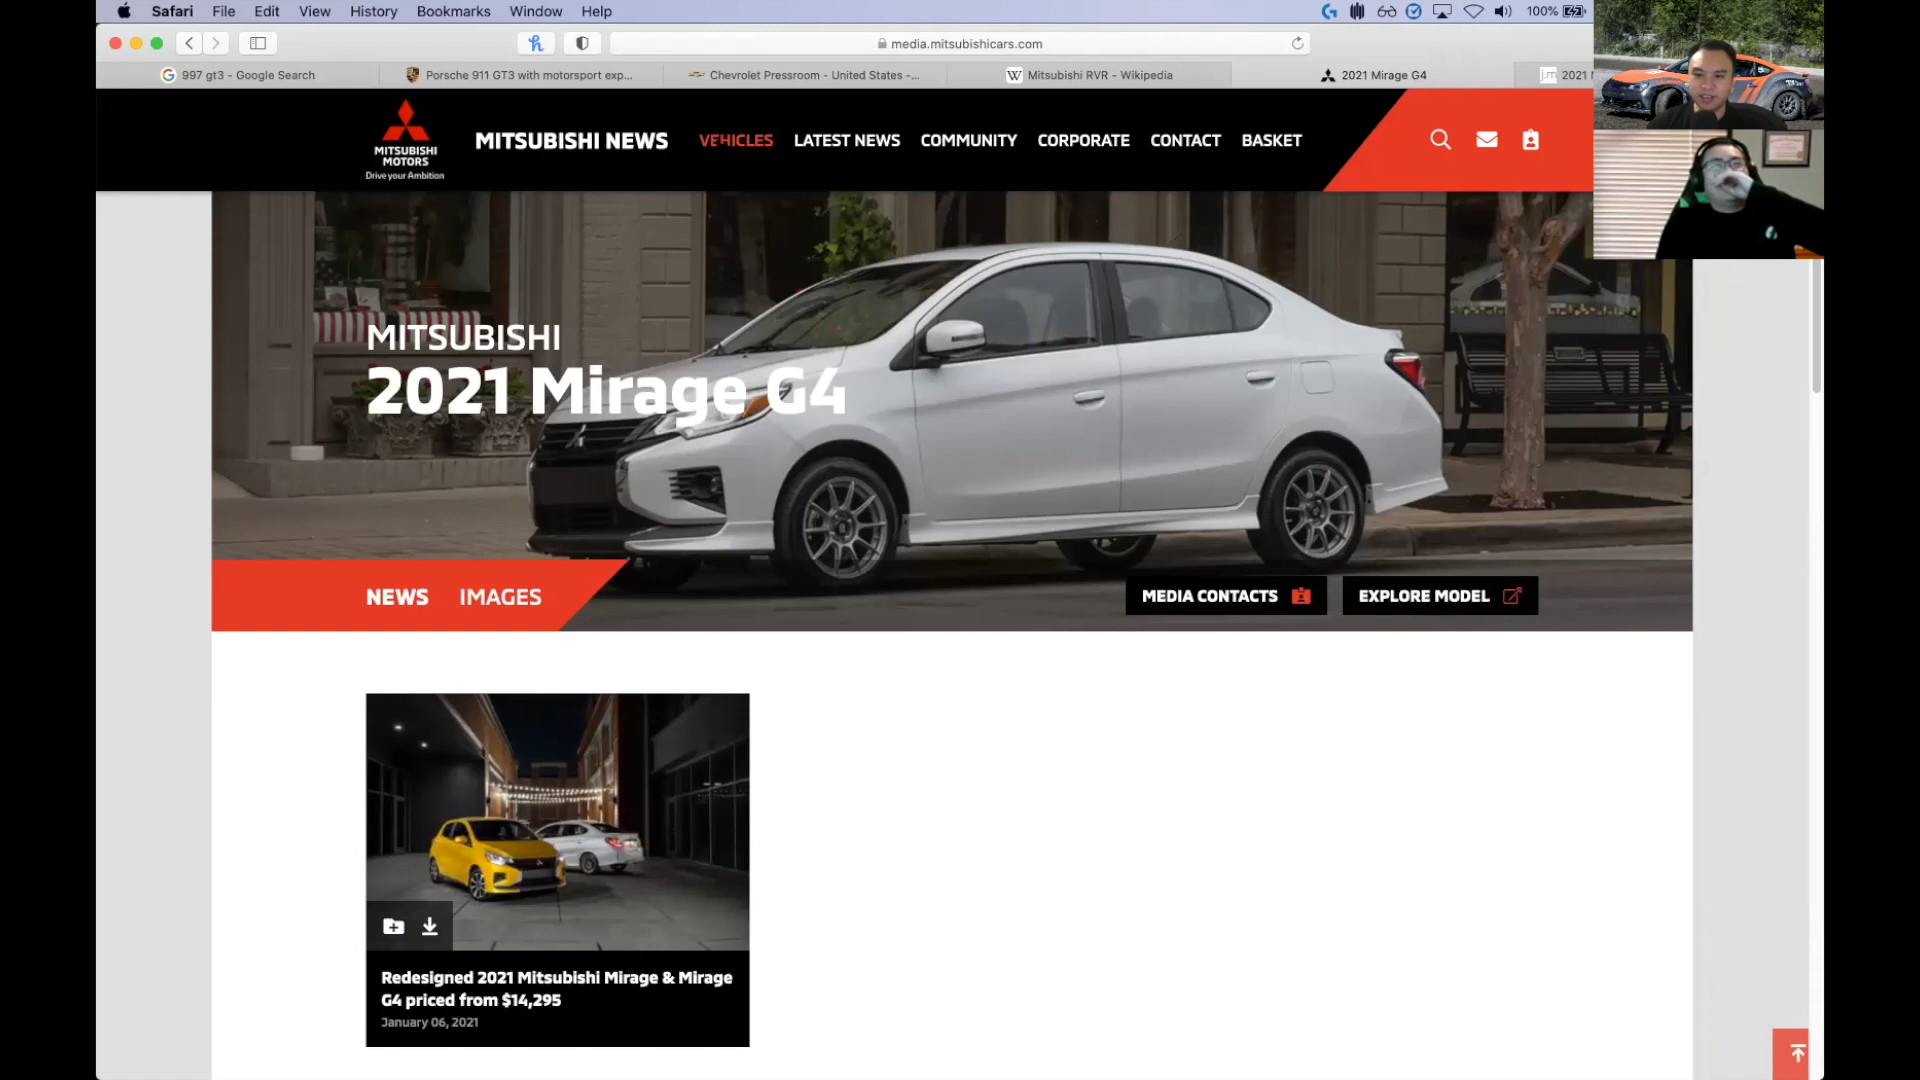 Safari File Edit View History Bookmarks Window Help 100%
media.mitsubishicars.com
997 gt3 - Google Search
Porsche 911 GT3 with motorsport exp...
Chevrolet Pressroom - United States -...
Mitsubishi RVR - Wikipedia
2021 Mirage G4
j.m 2021
MITSUBISHI
MOTORS
Drive your Ambition
MITSUBISHI NEWS VEHICLES LATEST NEWS COMMUNITY CORPORATE CONTACT BASKET
MITSUBISHI
2021 Mirage G4
NEWS IMAGES
MEDIA CONTACTS
EXPLORE MODEL
Redesigned 2021 Mitsubishi Mirage & Mirage
G4 priced from $14,295
January 06, 2021